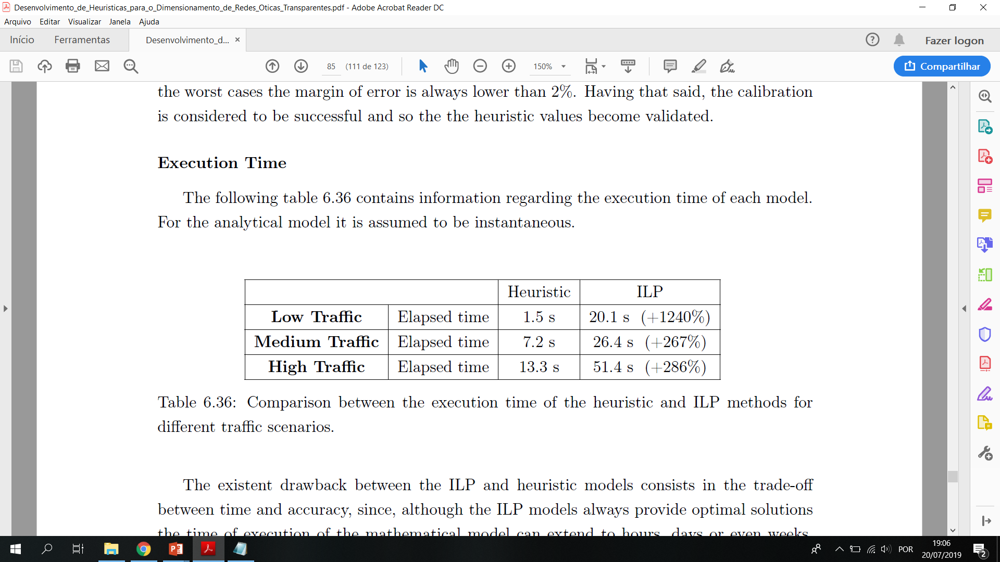 Desenvolvimento_de_Heuristicas_para_o_Dimensionamento_de_Redes_Oticas_Transparentes.pdf - Adobe Acrobat Reader DC
Arquivo Editar Visualizar Janela Ajuda
Início Ferramentas Desenvolvimento_d... × Fazer logon
85 (111 de 123) 150% Compartilhar
the worst cases the margin of error is always lower than 2%. Having that said, the calibration
is considered to be successful and so the the heuristic values become validated.
Execution Time
The following table 6.36 contains information regarding the execution time of each model.
For the analytical model it is assumed to be instantaneous.
Heuristic ILP
Low Traffic Elapsed time 1.5 s 20.1 s (+1240%)
Medium Traffic Elapsed time 7.2 s 26.4 s (+267%)
High Traffic Elapsed time 13.3 s 51.4 s (+286%)
Table 6.36: Comparison between the execution time of the heuristic and ILP methods for
different traffic scenarios.
The existent drawback between the ILP and heuristic models consists in the trade-off
between time and accuracy, since, although the ILP models always provide optimal solutions
the time of execution of the mathematical model can extend to hours, days or even weeks.
POR 19:06
20/07/2019 2